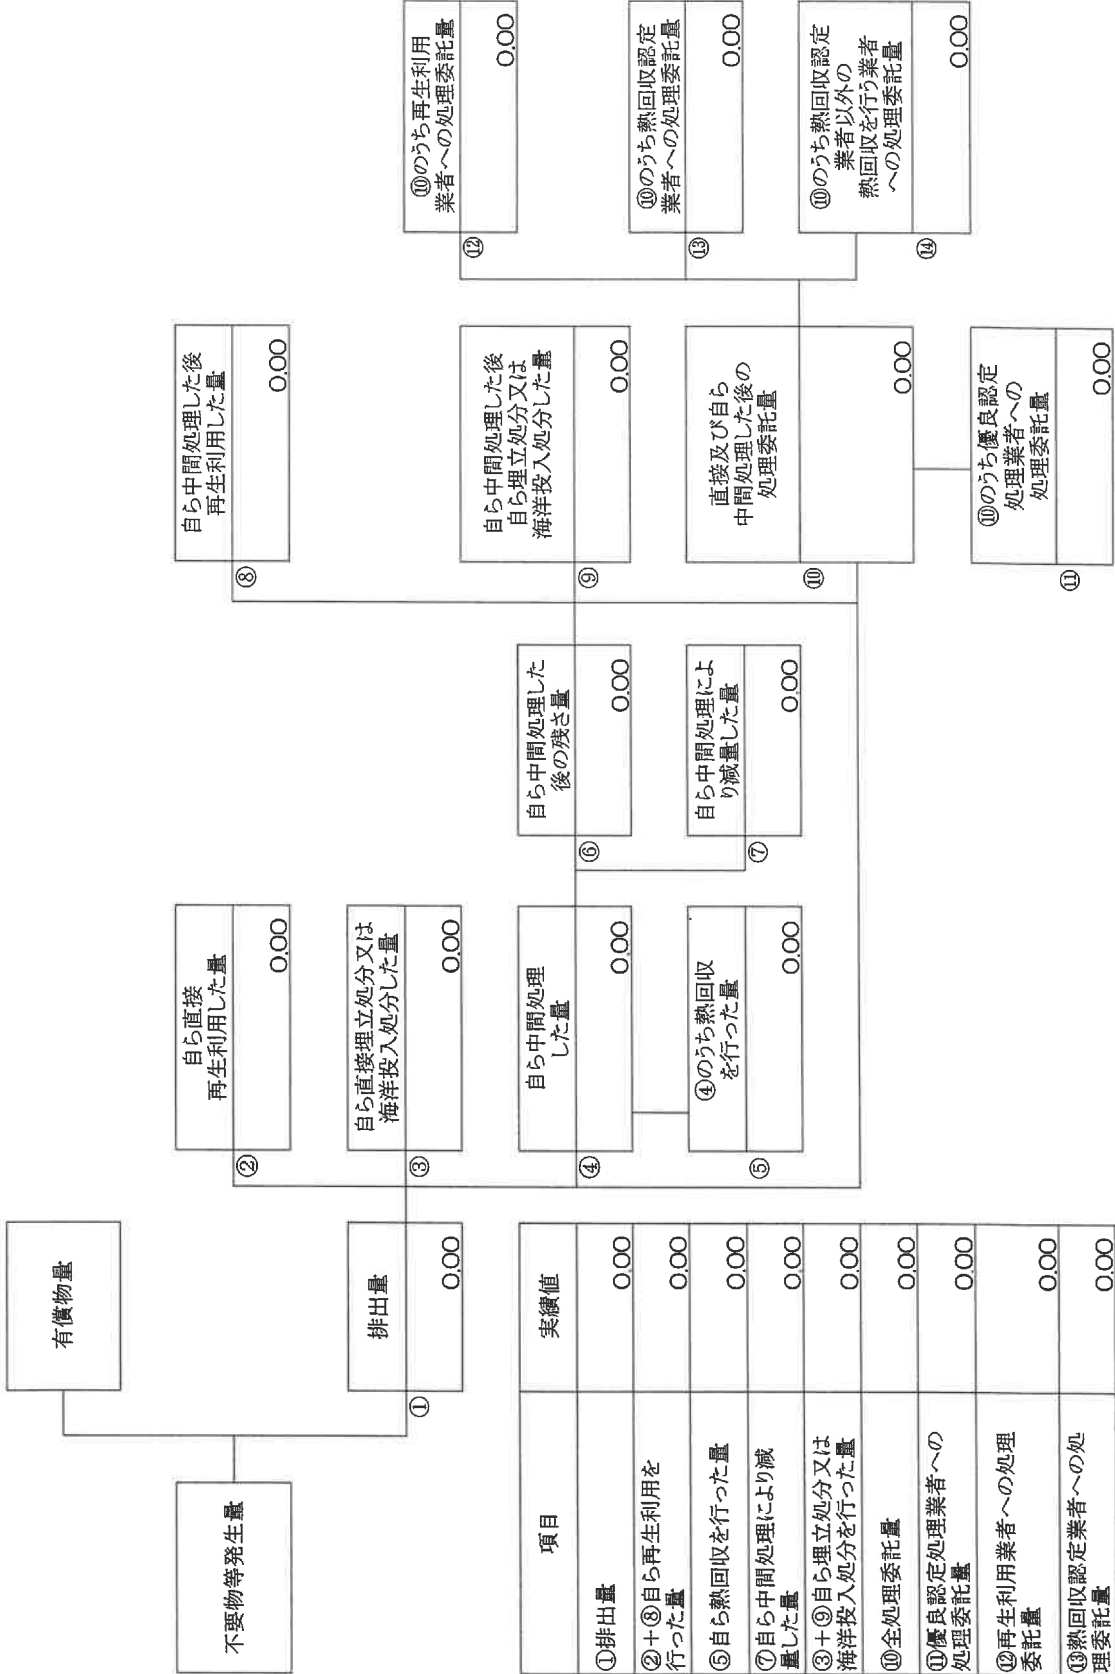 不要物等発生量
有償物量
排出量
①
0.00
自ら直接
再生利用した量
②
0.00
自ら直接埋立処分又は
海洋投入処分した量
③
0.00
自ら中間処理
した量
④
0.00
④のうち熱回収
を行った量
⑤
0.00
自ら中間処理した
後の残さ量
⑥
0.00
自ら中間処理によ
り減量した量
⑦
0.00
自ら中間処理した後
再生利用した量
⑧
0.00
自ら中間処理した後
自ら埋立処分又は
海洋投入処分した量
⑨
0.00
直接及び自ら
中間処理した後の
処理委託量
⑩
0.00
⑩のうち優良認定
処理業者への
処理委託量
⑪
0.00
⑩のうち再生利用
業者への処理委託量
⑫
0.00
⑩のうち熱回収認定
業者への処理委託量
⑬
0.00
⑩のうち熱回収認定
業者以外の
熱回収を行う業者
への処理委託量
⑭
0.00
項目 実績値
①排出量 0.00
②+⑧自ら再生利用を
行った量 0.00
⑤自ら熱回収を行った量 0.00
⑦自ら中間処理により減
量した量 0.00
③+⑨自ら埋立処分又は
海洋投入処分を行った量 0.00
⑩全処理委託量 0.00
⑪優良認定処理業者への
処理委託量 0.00
⑫再生利用業者への処理
委託量 0.00
⑬熱回収認定業者への処
理委託量 0.00